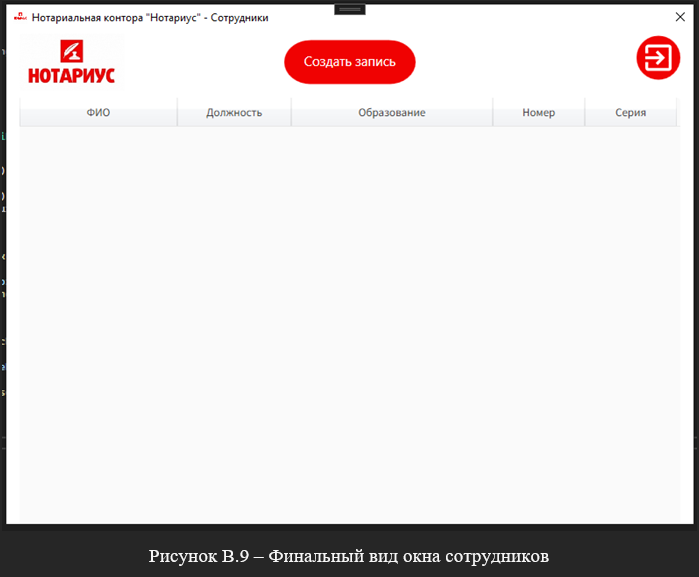 Нотариальная контора "Нотариус" - Сотрудники
НОТАРИУС
Создать запись
ФИО Должность Образование Номер Серия
Рисунок В.9 – Финальный вид окна сотрудников